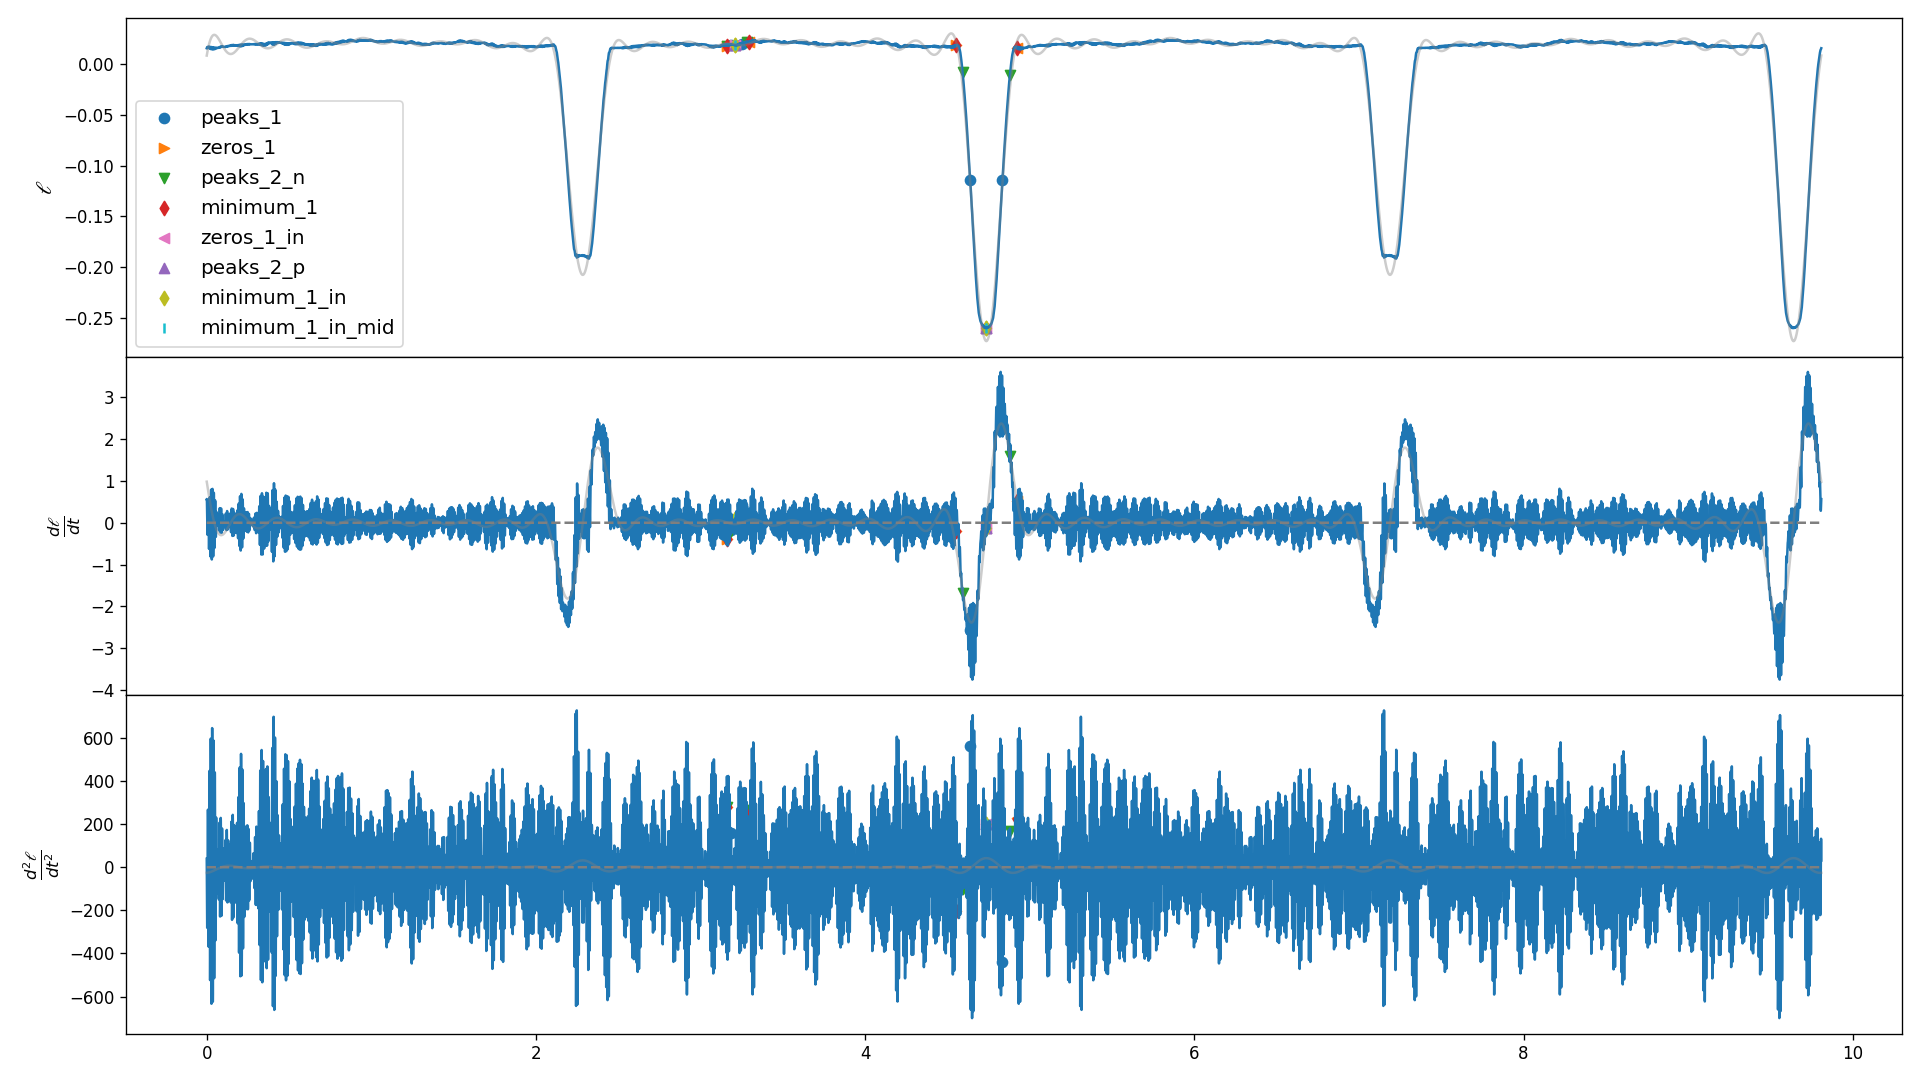 0.00
−0.05
−0.10
−0.15
−0.20
−0.25
ℓ
peaks_1
zeros_1
peaks_2_n
minimum_1
zeros_1_in
peaks_2_p
minimum_1_in
minimum_1_in_mid
3
2
1
0
−1
−2
−3
−4
dℓ
dt
600
400
200
0
−200
−400
−600
d²ℓ
dt²
0 2 4 6 8 10